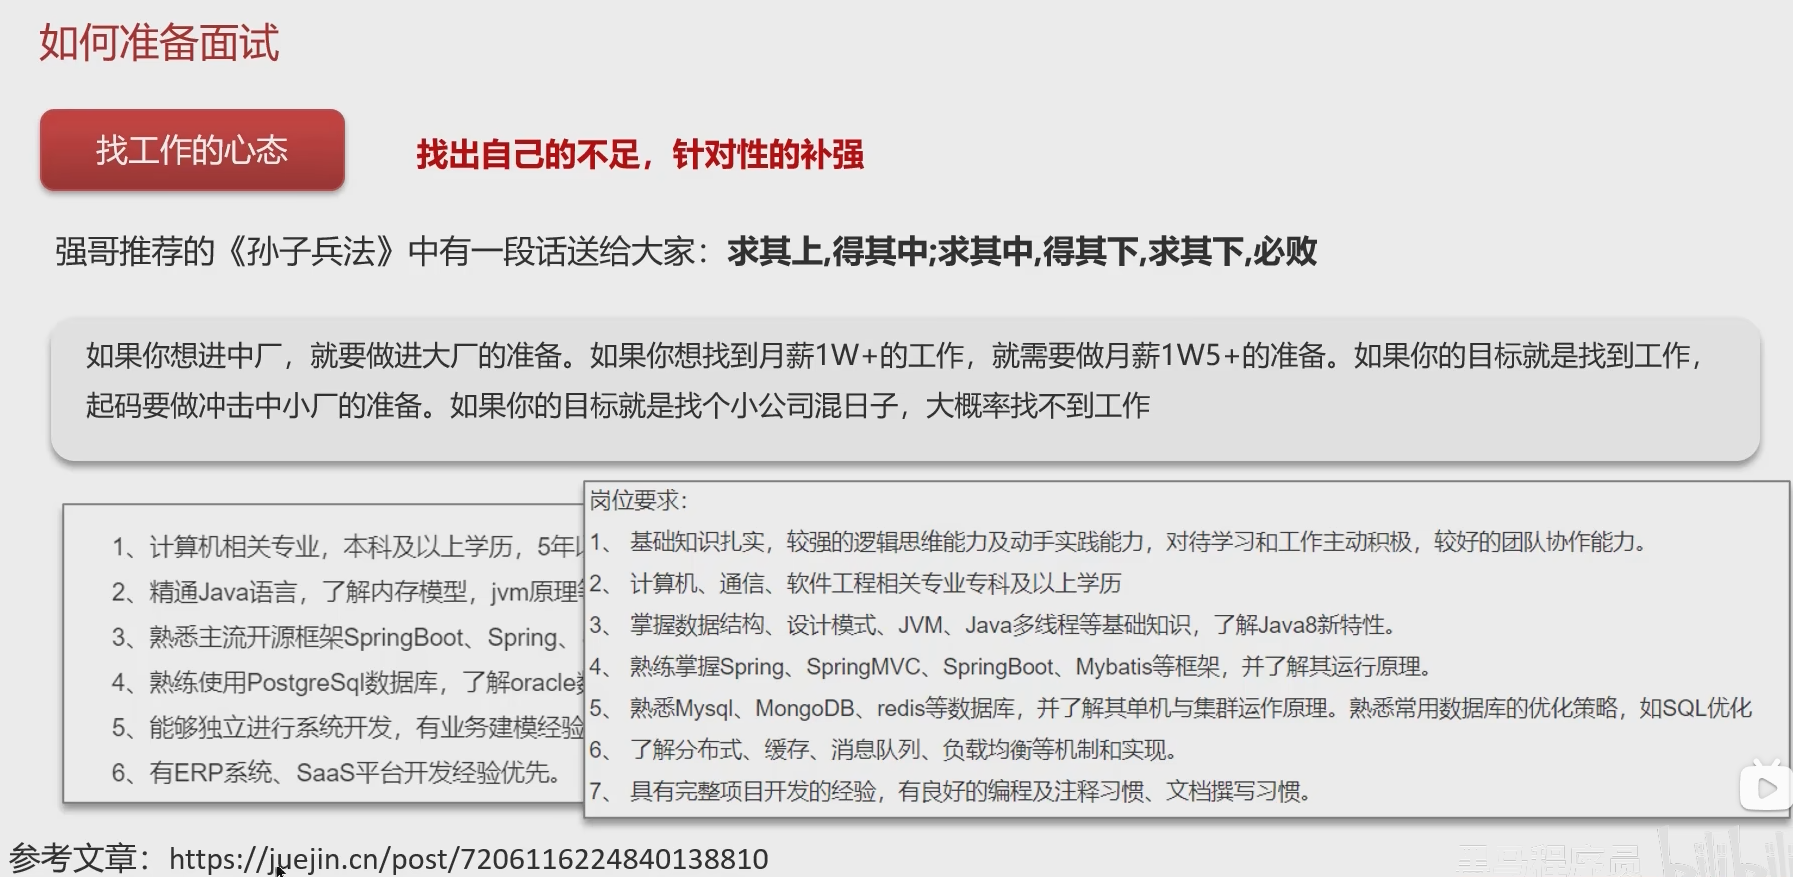 如何准备面试
找工作的心态
找出自己的不足，针对性的补强
强哥推荐的《孙子兵法》中有一段话送给大家：求其上,得其中;求其中,得其下,求其下,必败
如果你想进中厂，就要做进大厂的准备。如果你想找到月薪1W+的工作，就需要做月薪1W5+的准备。如果你的目标就是找到工作，
起码要做冲击中小厂的准备。如果你的目标就是找个小公司混日子，大概率找不到工作
1、计算机相关专业，本科及以上学历，5年
2、精通Java语言，了解内存模型，jvm原理
3、熟悉主流开源框架SpringBoot、Spring、
4、熟练使用PostgreSql数据库，了解oracle
5、能够独立进行系统开发，有业务建模经验
6、有ERP系统、SaaS平台开发经验优先。
岗位要求：
1、 基础知识扎实，较强的逻辑思维能力及动手实践能力，对待学习和工作主动积极，较好的团队协作能力。
2、 计算机、通信、软件工程相关专业专科及以上学历
3、 掌握数据结构、设计模式、JVM、Java多线程等基础知识，了解Java8新特性。
4、 熟练掌握Spring、SpringMVC、SpringBoot、Mybatis等框架，并了解其运行原理。
5、 熟悉Mysql、MongoDB、redis等数据库，并了解其单机与集群运作原理。熟悉常用数据库的优化策略，如SQL优化
6、 了解分布式、缓存、消息队列、负载均衡等机制和实现。
7、 具有完整项目开发的经验，有良好的编程及注释习惯、文档撰写习惯。
参考文章：https://juejin.cn/post/7206116224840138810
黑马程序员 bilibili